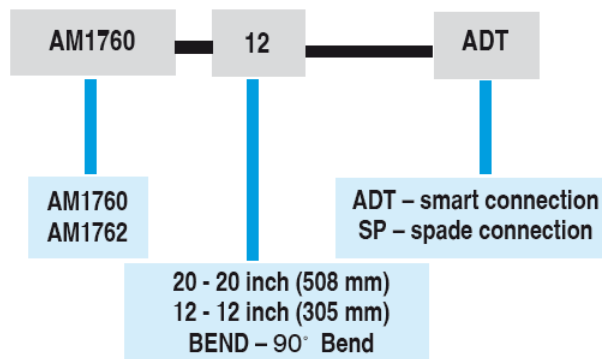 AM1760 12 ADT
AM1760
AM1762
ADT – smart connection
SP – spade connection
20 - 20 inch (508 mm)
12 - 12 inch (305 mm)
BEND – 90° Bend